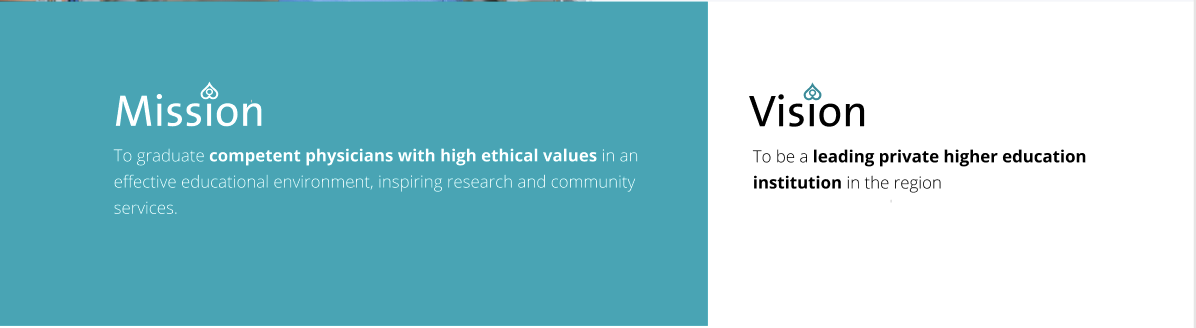 Mission
To graduate competent physicians with high ethical values in an
effective educational environment, inspiring research and community
services.
Vision
To be a leading private higher education
institution in the region